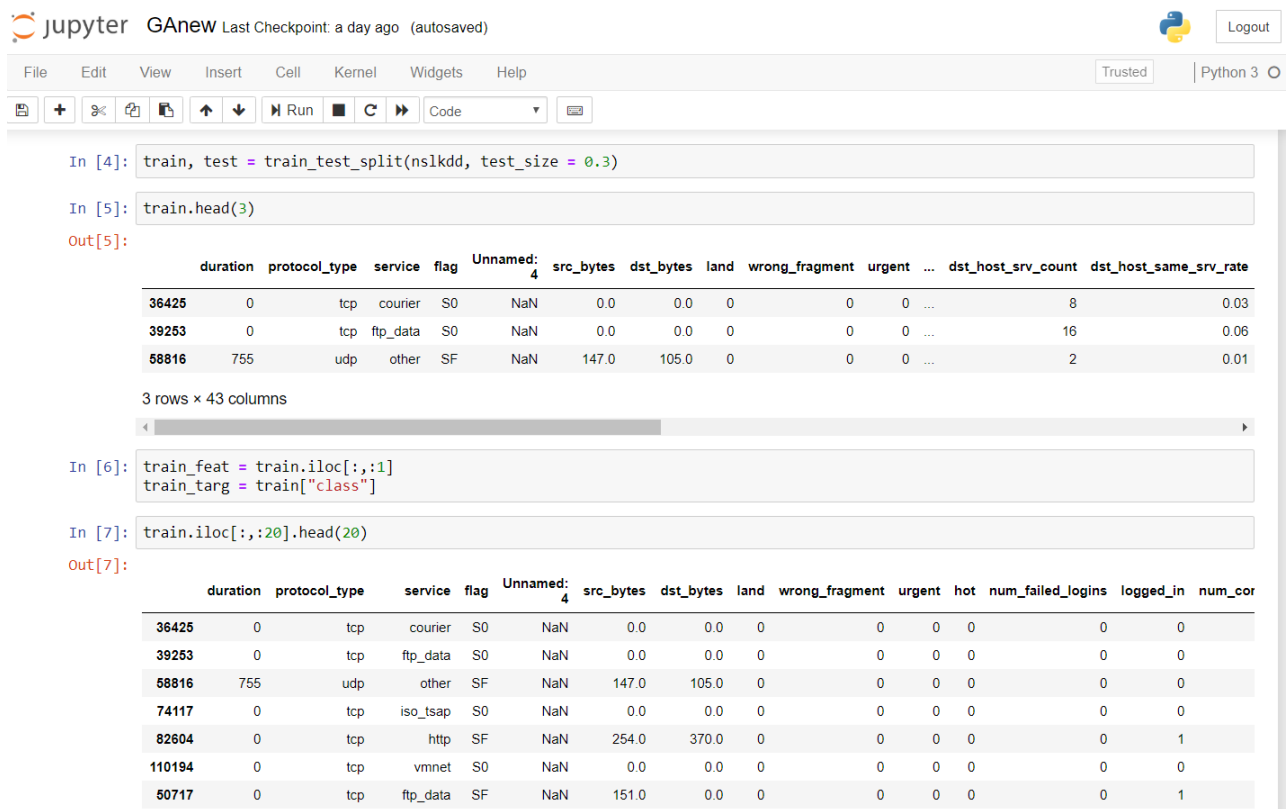 jupyter GAnew Last Checkpoint: a day ago (autosaved)
Logout
File Edit View Insert Cell Kernel Widgets Help
Trusted Python 3
Run Code
In [4]: train, test = train_test_split(nslkdd, test_size = 0.3)
In [5]: train.head(3)
Out[5]:
duration protocol_type service flag Unnamed: 4 src_bytes dst_bytes land wrong_fragment urgent ... dst_host_srv_count dst_host_same_srv_rate
36425 0 tcp courier S0 NaN 0.0 0.0 0 0 0 ... 8 0.03
39253 0 tcp ftp_data S0 NaN 0.0 0.0 0 0 0 ... 16 0.06
58816 755 udp other SF NaN 147.0 105.0 0 0 0 ... 2 0.01
3 rows × 43 columns
In [6]: train_feat = train.iloc[:,:1]
train_targ = train["class"]
In [7]: train.iloc[:,:20].head(20)
Out[7]:
duration protocol_type service flag Unnamed: 4 src_bytes dst_bytes land wrong_fragment urgent hot num_failed_logins logged_in num_cor
36425 0 tcp courier S0 NaN 0.0 0.0 0 0 0 0 0 0
39253 0 tcp ftp_data S0 NaN 0.0 0.0 0 0 0 0 0 0
58816 755 udp other SF NaN 147.0 105.0 0 0 0 0 0 0
74117 0 tcp iso_tsap S0 NaN 0.0 0.0 0 0 0 0 0 0
82604 0 tcp http SF NaN 254.0 370.0 0 0 0 0 0 1
110194 0 tcp vmnet S0 NaN 0.0 0.0 0 0 0 0 0 0
50717 0 tcp ftp_data SF NaN 151.0 0.0 0 0 0 0 0 1